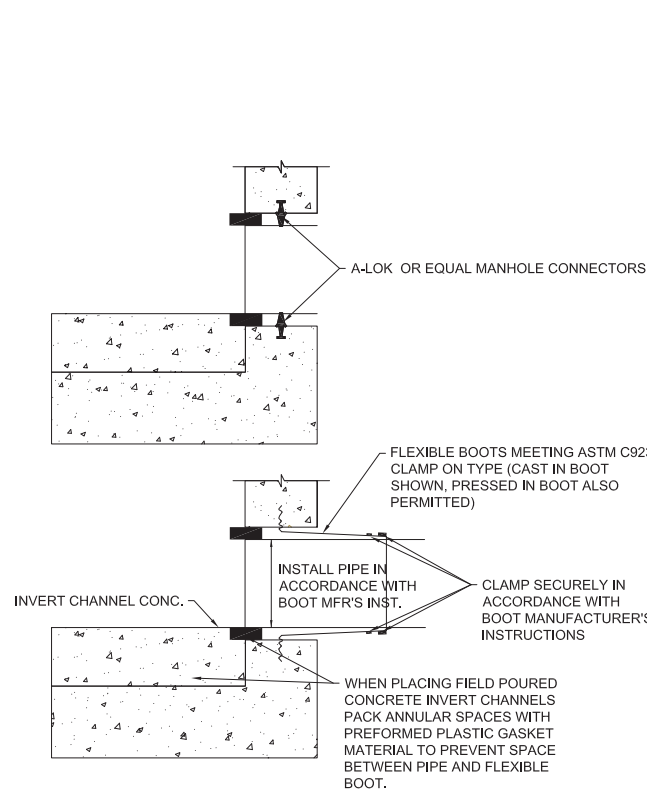 A-LOK OR EQUAL MANHOLE CONNECTORS
FLEXIBLE BOOTS MEETING ASTM C923
CLAMP ON TYPE (CAST IN BOOT
SHOWN, PRESSED IN BOOT ALSO
PERMITTED)
INSTALL PIPE IN
ACCORDANCE WITH
BOOT MFR'S INST.
INVERT CHANNEL CONC.
CLAMP SECURELY IN
ACCORDANCE WITH
BOOT MANUFACTURER'S
INSTRUCTIONS
WHEN PLACING FIELD POURED
CONCRETE INVERT CHANNELS
PACK ANNULAR SPACES WITH
PREFORMED PLASTIC GASKET
MATERIAL TO PREVENT SPACE
BETWEEN PIPE AND FLEXIBLE
BOOT.